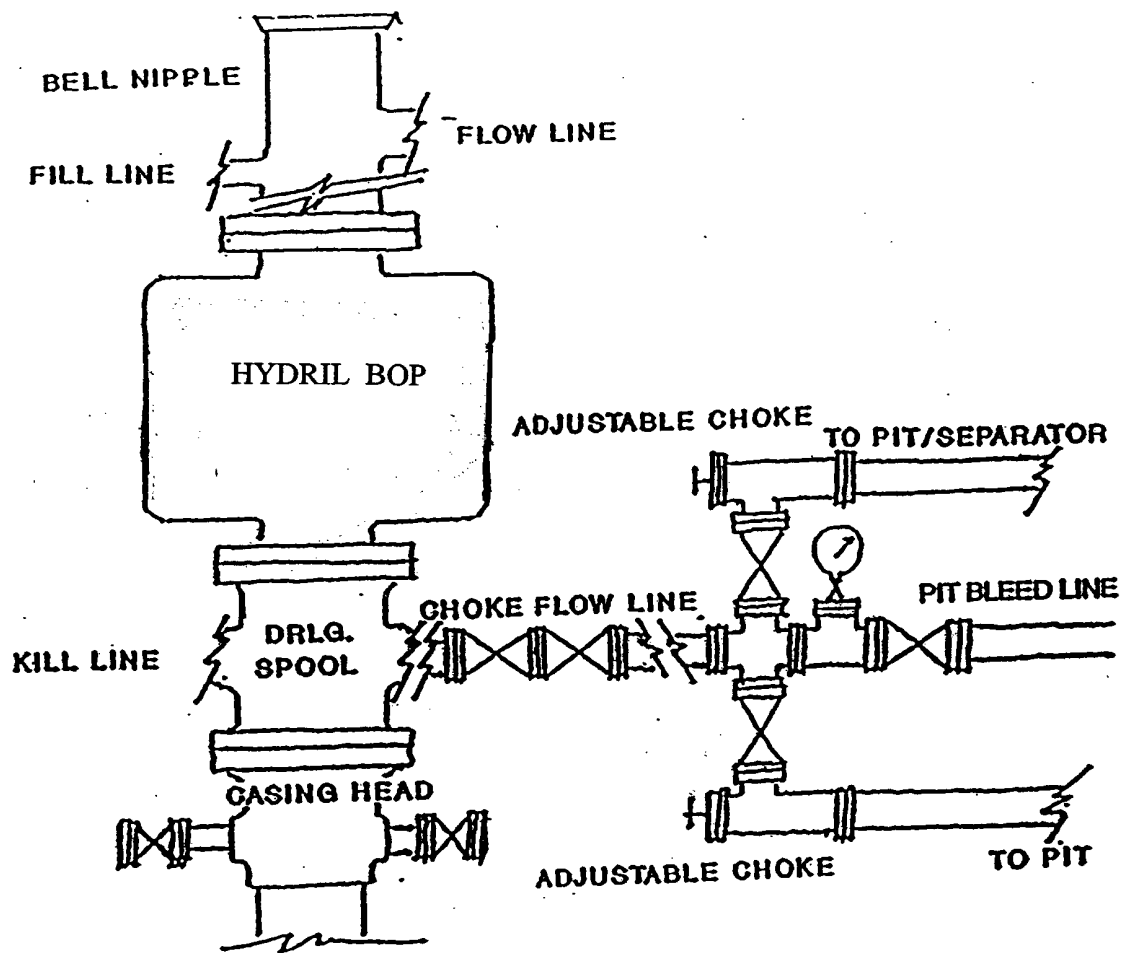 BELL NIPPLE
FLOW LINE
FILL LINE
HYDRIL BOP
ADJUSTABLE CHOKE
TO PIT/SEPARATOR
CHOKE FLOW LINE
PIT BLEED LINE
KILL LINE
DRLG.
SPOOL
CASING HEAD
ADJUSTABLE CHOKE
TO PIT